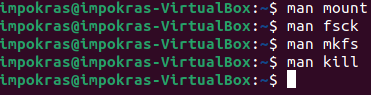 impokras@impokras-VirtualBox:~$ man mount
impokras@impokras-VirtualBox:~$ man fsck
impokras@impokras-VirtualBox:~$ man mkfs
impokras@impokras-VirtualBox:~$ man kill
impokras@impokras-VirtualBox:~$